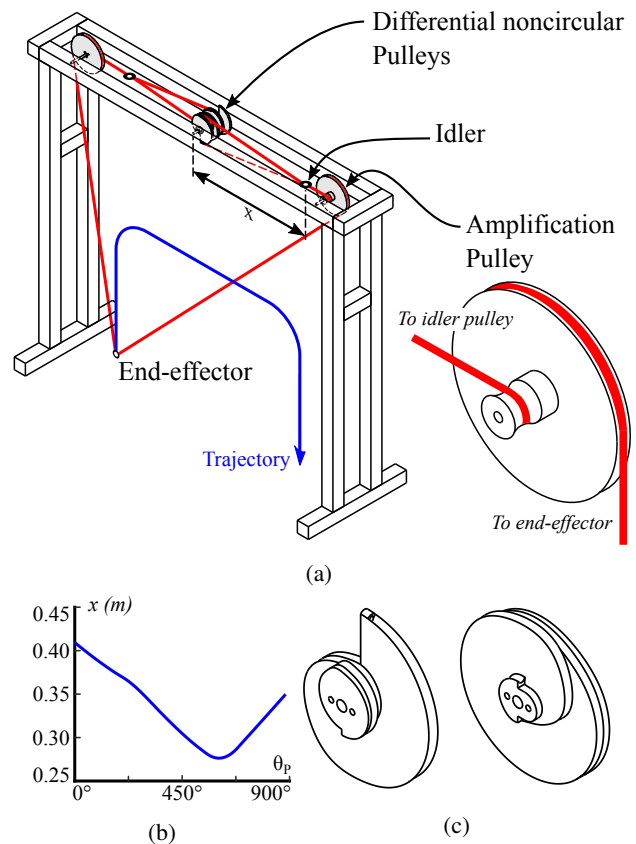 Differential noncircular
Pulleys
Idler
x
Amplification
Pulley
To idler pulley
End-effector
Trajectory
To end-effector
(a)
0.45
x (m)
0.40
0.35
0.30
0.25
θP
0°
450°
900°
(b)
(c)